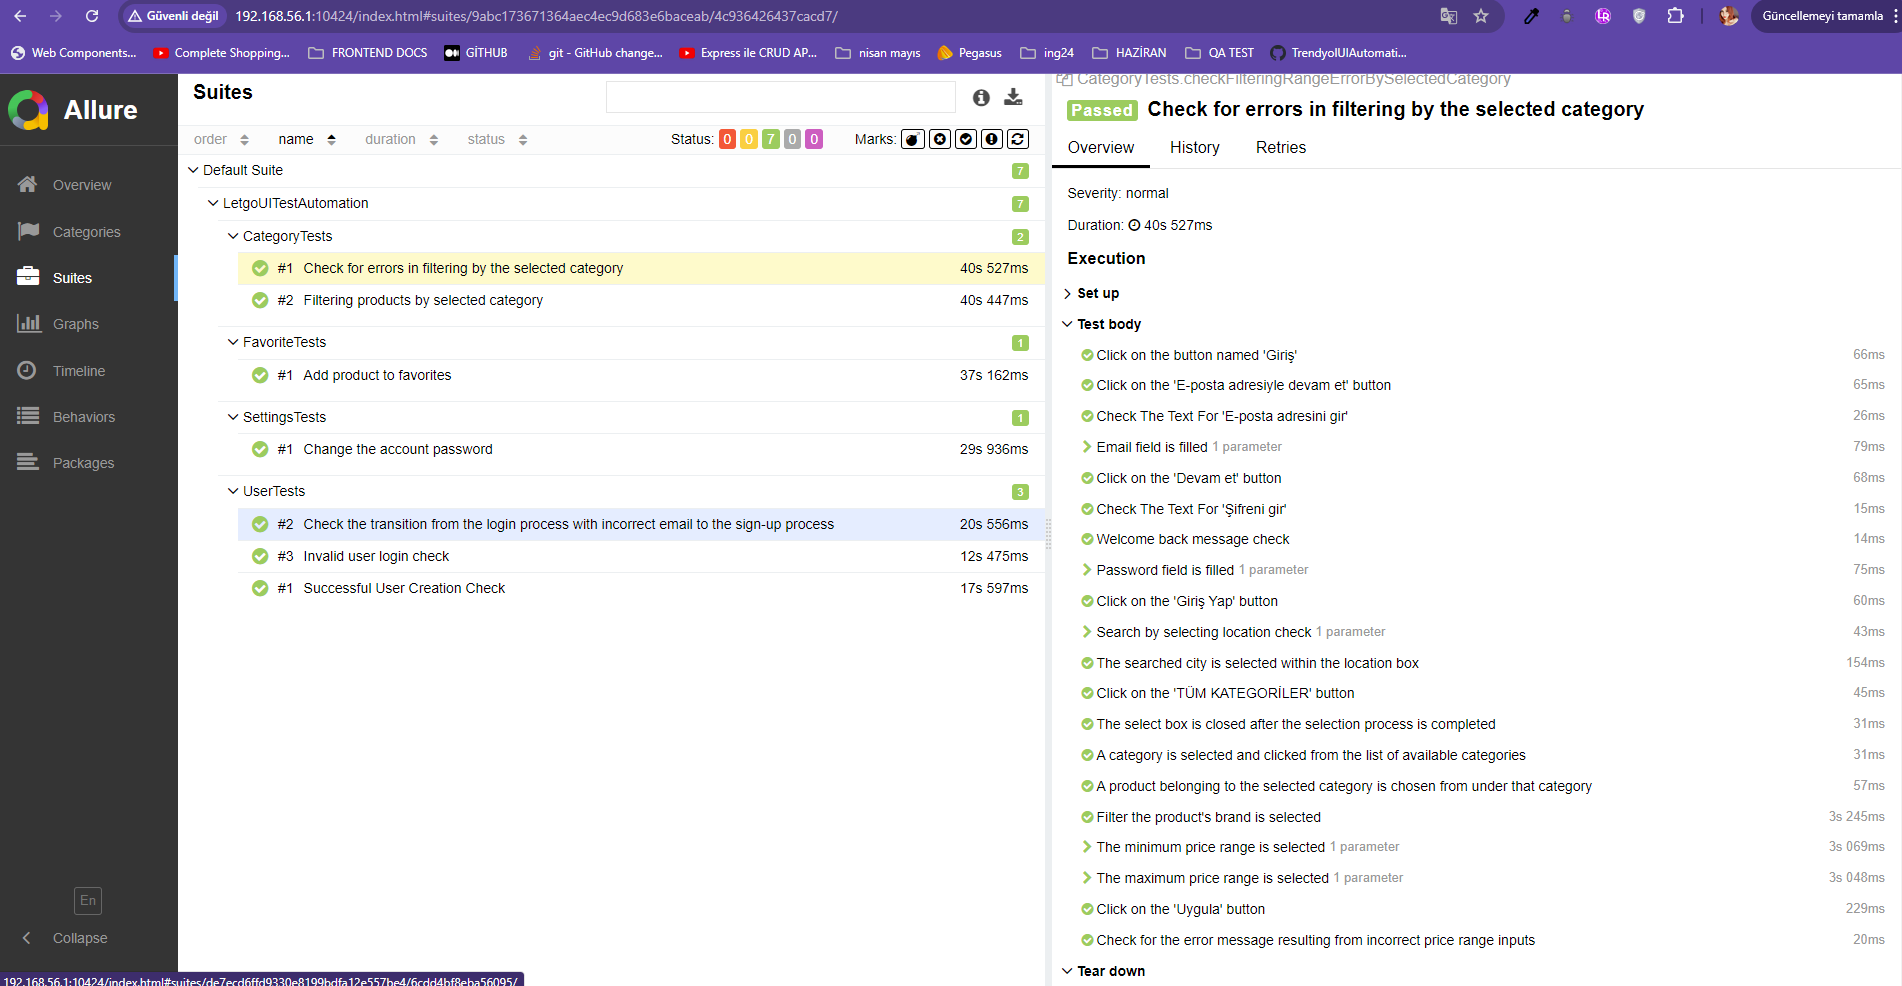 Güvenli değil 192.168.56.1:10424/index.html#suites/9abc173671364aec4ec9d683e6baceab/4c936426437cacd7/ Güncellemeyi tamamla
Web Components... Complete Shopping... FRONTEND DOCS GİTHUB git - GitHub change... Express ile CRUD AP... nisan mayıs Pegasus ing24 HAZİRAN QA TEST TrendyolUIAutomati...
Allure
Overview
Categories
Suites
Graphs
Timeline
Behaviors
Packages
En
Collapse
Suites
order name duration status Status: 0 0 7 0 0 Marks:
Default Suite 7
LetgoUITestAutomation 7
CategoryTests 2
#1 Check for errors in filtering by the selected category 40s 527ms
#2 Filtering products by selected category 40s 447ms
FavoriteTests 1
#1 Add product to favorites 37s 162ms
SettingsTests 1
#1 Change the account password 29s 936ms
UserTests 3
#2 Check the transition from the login process with incorrect email to the sign-up process 20s 556ms
#3 Invalid user login check 12s 475ms
#1 Successful User Creation Check 17s 597ms
CategoryTests.checkFilteringRangeErrorBySelectedCategory
Passed Check for errors in filtering by the selected category
Overview History Retries
Severity: normal
Duration: 40s 527ms
Execution
Set up
Test body
Click on the button named 'Giriş' 66ms
Click on the 'E-posta adresiyle devam et' button 65ms
Check The Text For 'E-posta adresini gir' 26ms
Email field is filled 1 parameter 79ms
Click on the 'Devam et' button 68ms
Check The Text For 'Şifreni gir' 15ms
Welcome back message check 14ms
Password field is filled 1 parameter 75ms
Click on the 'Giriş Yap' button 60ms
Search by selecting location check 1 parameter 43ms
The searched city is selected within the location box 154ms
Click on the 'TÜM KATEGORİLER' button 45ms
The select box is closed after the selection process is completed 31ms
A category is selected and clicked from the list of available categories 31ms
A product belonging to the selected category is chosen from under that category 57ms
Filter the product's brand is selected 3s 245ms
The minimum price range is selected 1 parameter 3s 069ms
The maximum price range is selected 1 parameter 3s 048ms
Click on the 'Uygula' button 229ms
Check for the error message resulting from incorrect price range inputs 20ms
Tear down
192.168.56.1:10424/index.html#suites/de7ecd6ffd9330e8199bdfa12e557be4/6cdd4bf8eba56095/